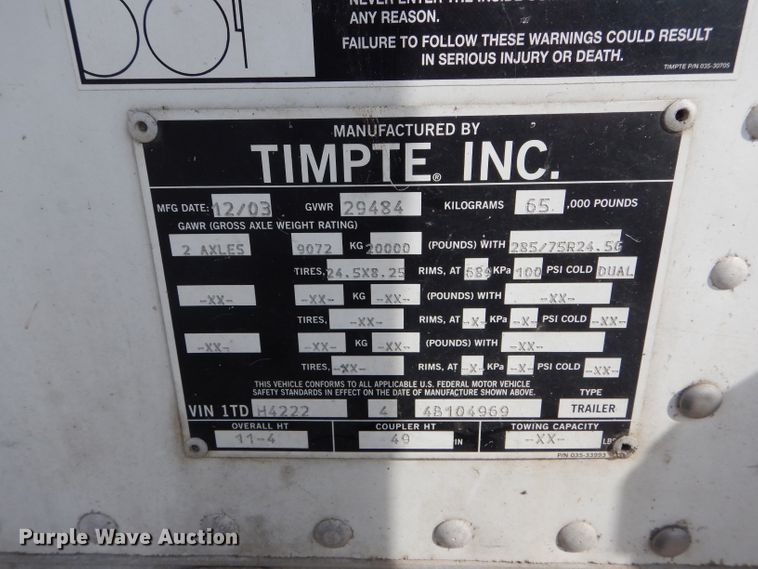 ANY REASON.
FAILURE TO FOLLOW THESE WARNINGS COULD RESULT
IN SERIOUS INJURY OR DEATH.
TIMPTE P/N 035-30705
MANUFACTURED BY
TIMPTE® INC.
MFG DATE: 12/03 GVWR 29484 KILOGRAMS 65 ,000 POUNDS
GAWR (GROSS AXLE WEIGHT RATING)
2 AXLES 9072 KG 20000 (POUNDS) WITH 285/75R24.5G
TIRES, 24.5X8.25 RIMS, AT 689 KPa 100 PSI COLD DUAL
-XX- -XX- KG -XX- (POUNDS) WITH -XX-
TIRES, -XX- RIMS, AT -X- KPa -X- PSI COLD -XX-
-XX- -XX- KG -XX- (POUNDS) WITH -XX-
TIRES, -XX- RIMS, AT -X- KPa -X- PSI COLD -XX-
THIS VEHICLE CONFORMS TO ALL APPLICABLE U.S. FEDERAL MOTOR VEHICLE
SAFETY STANDARDS IN EFFECT ON THE DATE OF MANUFACTURE SHOWN ABOVE. TYPE
VIN 1TD H4222 4 4B104969 TRAILER
OVERALL HT COUPLER HT TOWING CAPACITY
11-4 49 IN -XX- LBS
P/N 035-33993
Purple Wave Auction